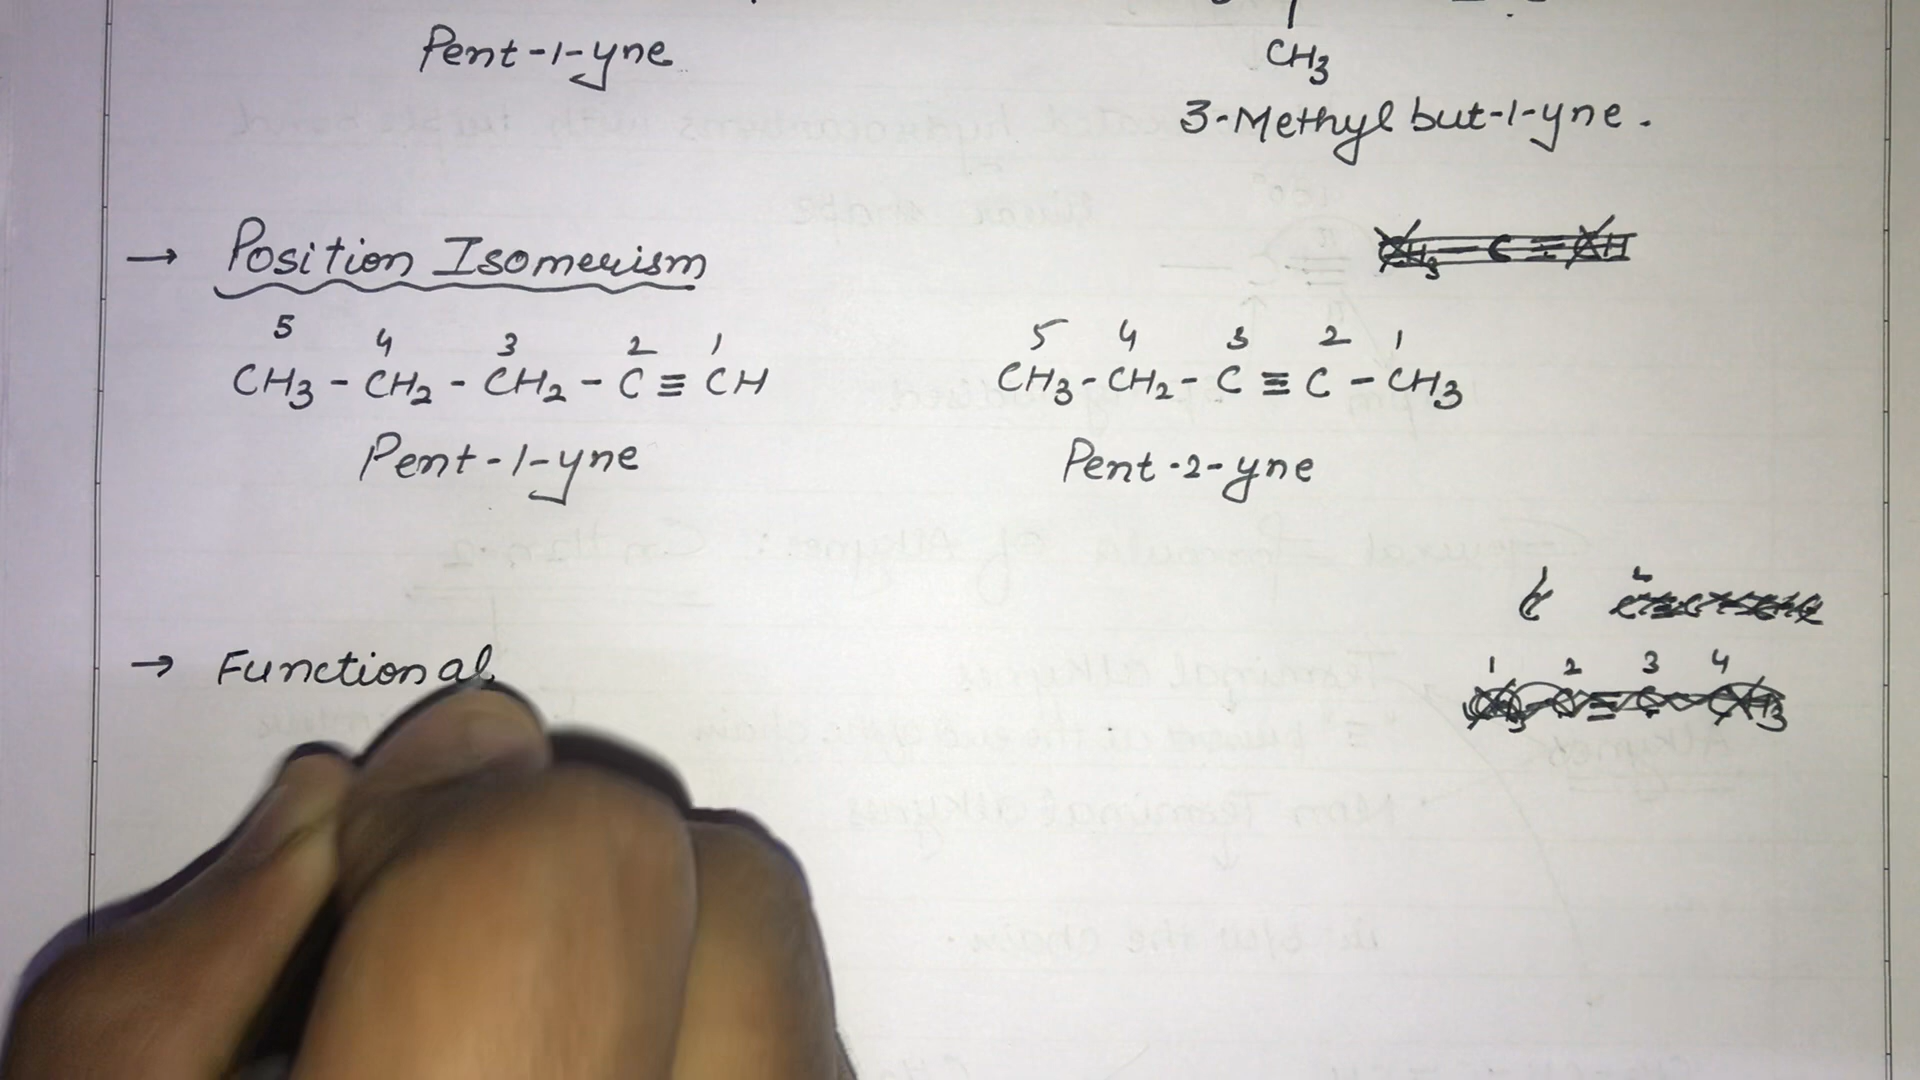 CH3
Pent-1-yne
3-Methyl but-1-yne.
→ Position Isomerism
5 4 3 2 1
CH3 - CH2 - CH2 - C ≡ CH
Pent-1-yne
5 4 3 2 1
CH3 - CH2 - C ≡ C - CH3
Pent-2-yne
→ Functional
1 2 3 4